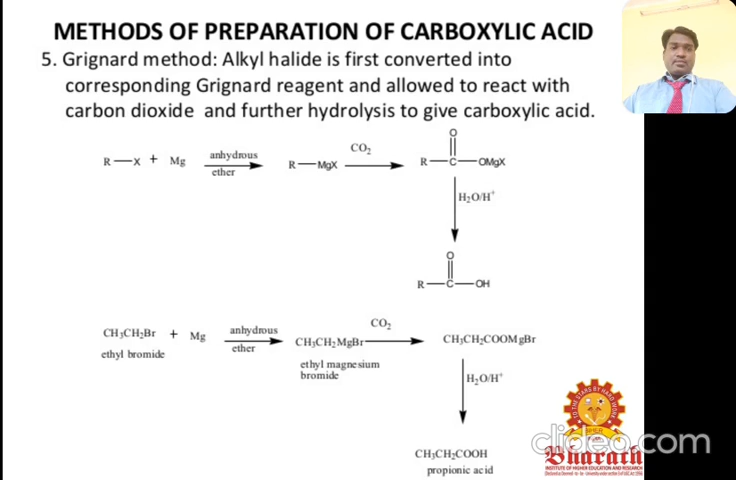 METHODS OF PREPARATION OF CARBOXYLIC ACID
5. Grignard method: Alkyl halide is first converted into
corresponding Grignard reagent and allowed to react with
carbon dioxide and further hydrolysis to give carboxylic acid.
R—X + Mg anhydrous ether R—MgX CO₂ R—C—OMgX
O
H₂O/H⁺
O
R—C—OH
CH₃CH₂Br + Mg anhydrous ether CH₃CH₂MgBr CO₂ CH₃CH₂COOMgBr
ethyl bromide
ethyl magnesium
bromide
H₂O/H⁺
CH₃CH₂COOH
propionic acid
clideo.com
Bharath
INSTITUTE OF HIGHER EDUCATION AND RESEARCH